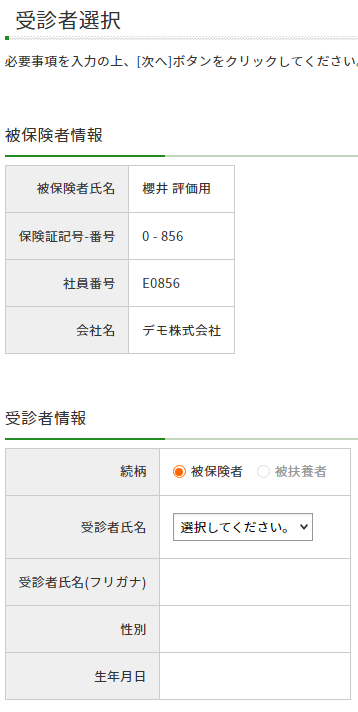 受診者選択
必要事項を入力の上、[次へ]ボタンをクリックしてください。
被保険者情報
被保険者氏名 櫻井 評価用
保険証記号-番号 0 - 856
社員番号 E0856
会社名 デモ株式会社
受診者情報
続柄 被保険者 被扶養者
受診者氏名 選択してください。
受診者氏名(フリガナ)
性別
生年月日